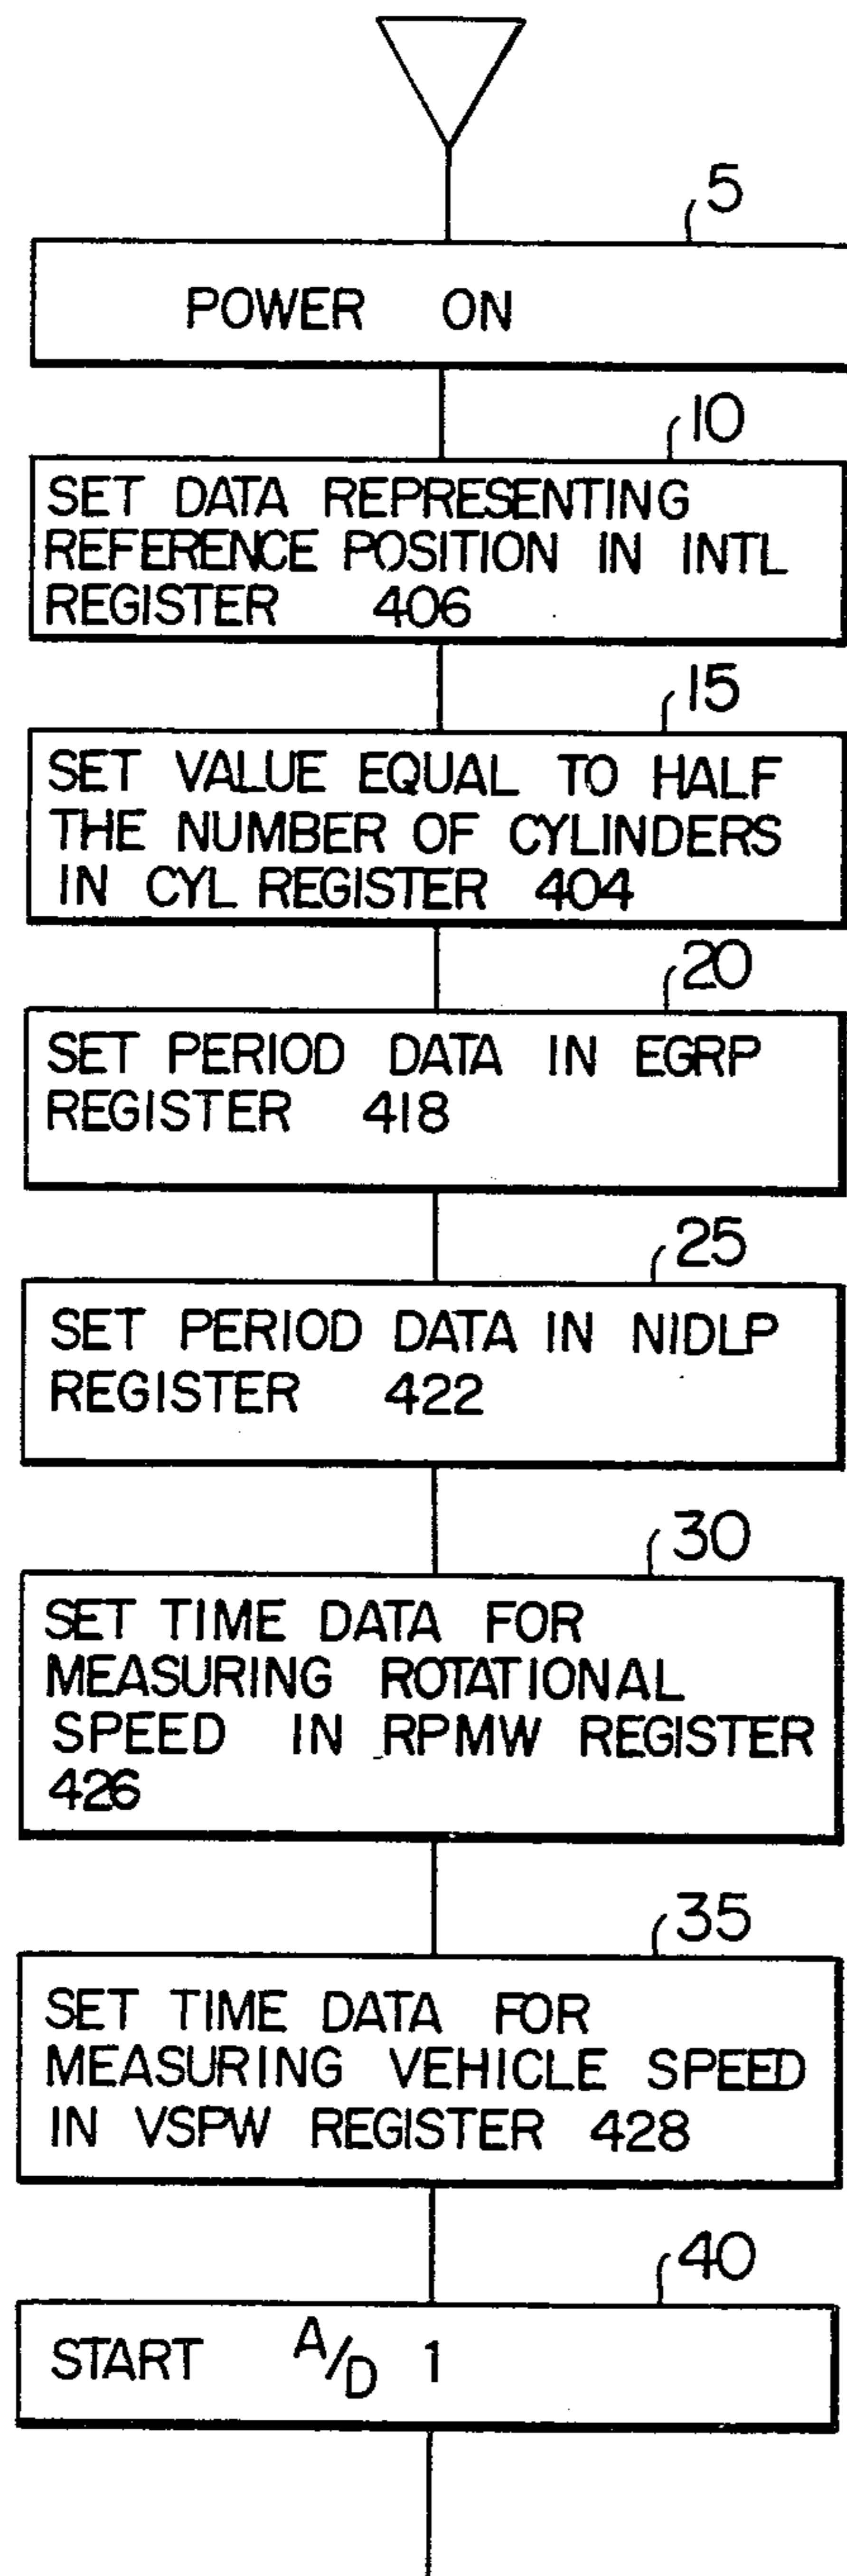 5
POWER ON
10
SET DATA REPRESENTING
REFERENCE POSITION IN INTL
REGISTER 406
15
SET VALUE EQUAL TO HALF
THE NUMBER OF CYLINDERS
IN CYL REGISTER 404
20
SET PERIOD DATA IN EGRP
REGISTER 418
25
SET PERIOD DATA IN NIDLP
REGISTER 422
30
SET TIME DATA FOR
MEASURING ROTATIONAL
SPEED IN RPMW REGISTER
426
35
SET TIME DATA FOR
MEASURING VEHICLE SPEED
IN VSPW REGISTER 428
40
START A/D 1